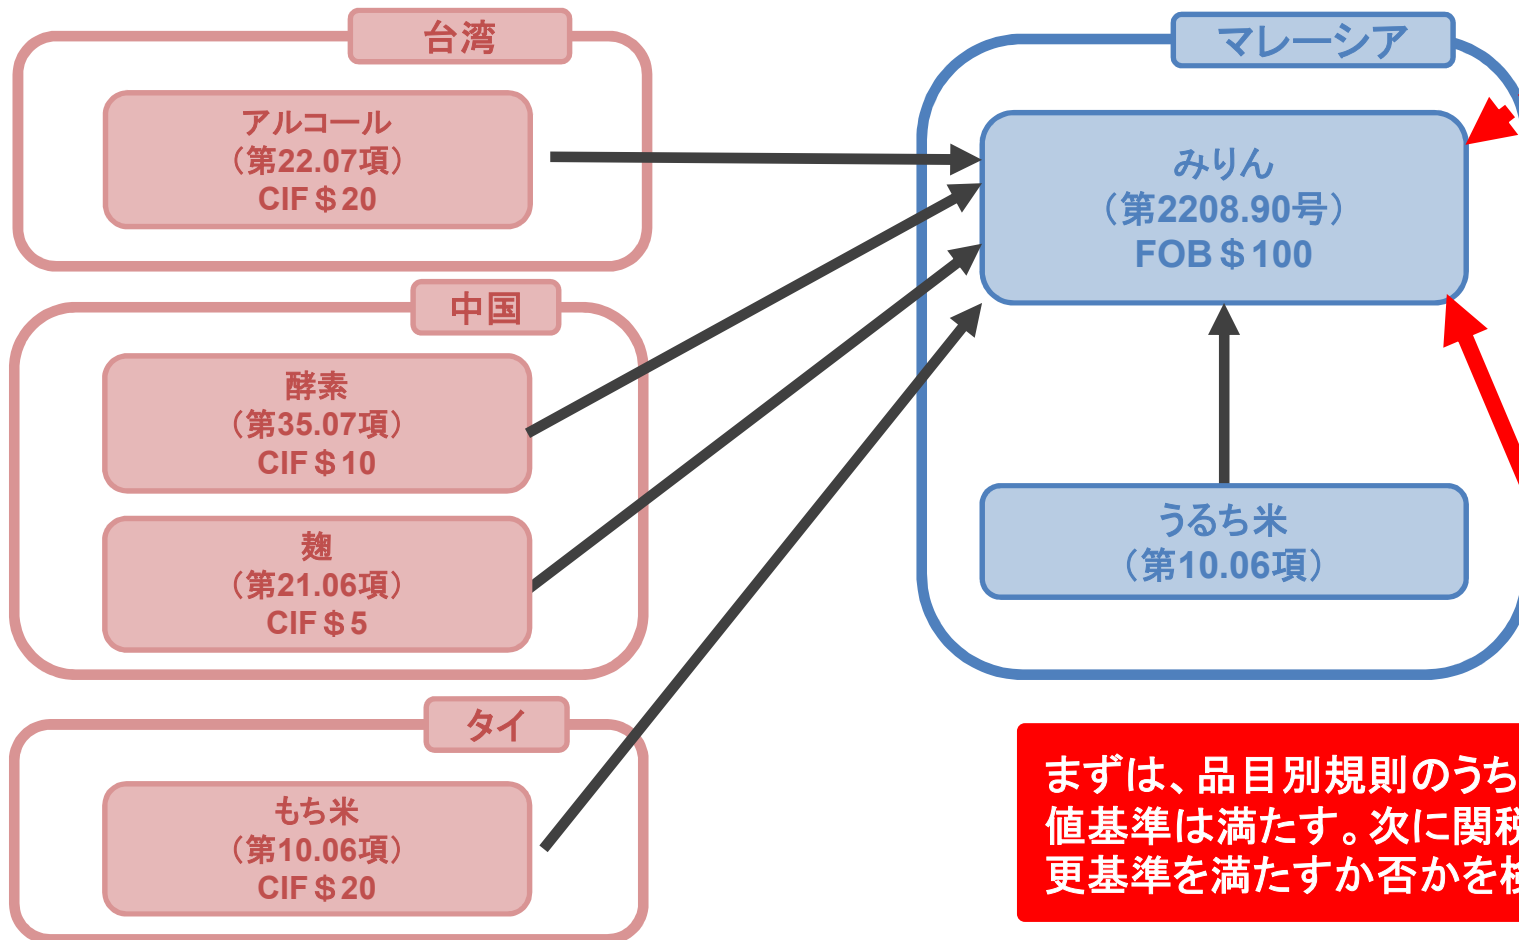 台湾
アルコール
（第22.07項）
CIF＄20
中国
酵素
（第35.07項）
CIF＄10
麹
（第21.06項）
CIF＄5
タイ
もち米
（第10.06項）
CIF＄20
マレーシア
みりん
（第2208.90号）
FOB＄100
うるち米
（第10.06項）
まずは、品目別規則のうち
値基準は満たす。次に関税
更基準を満たすか否かを検